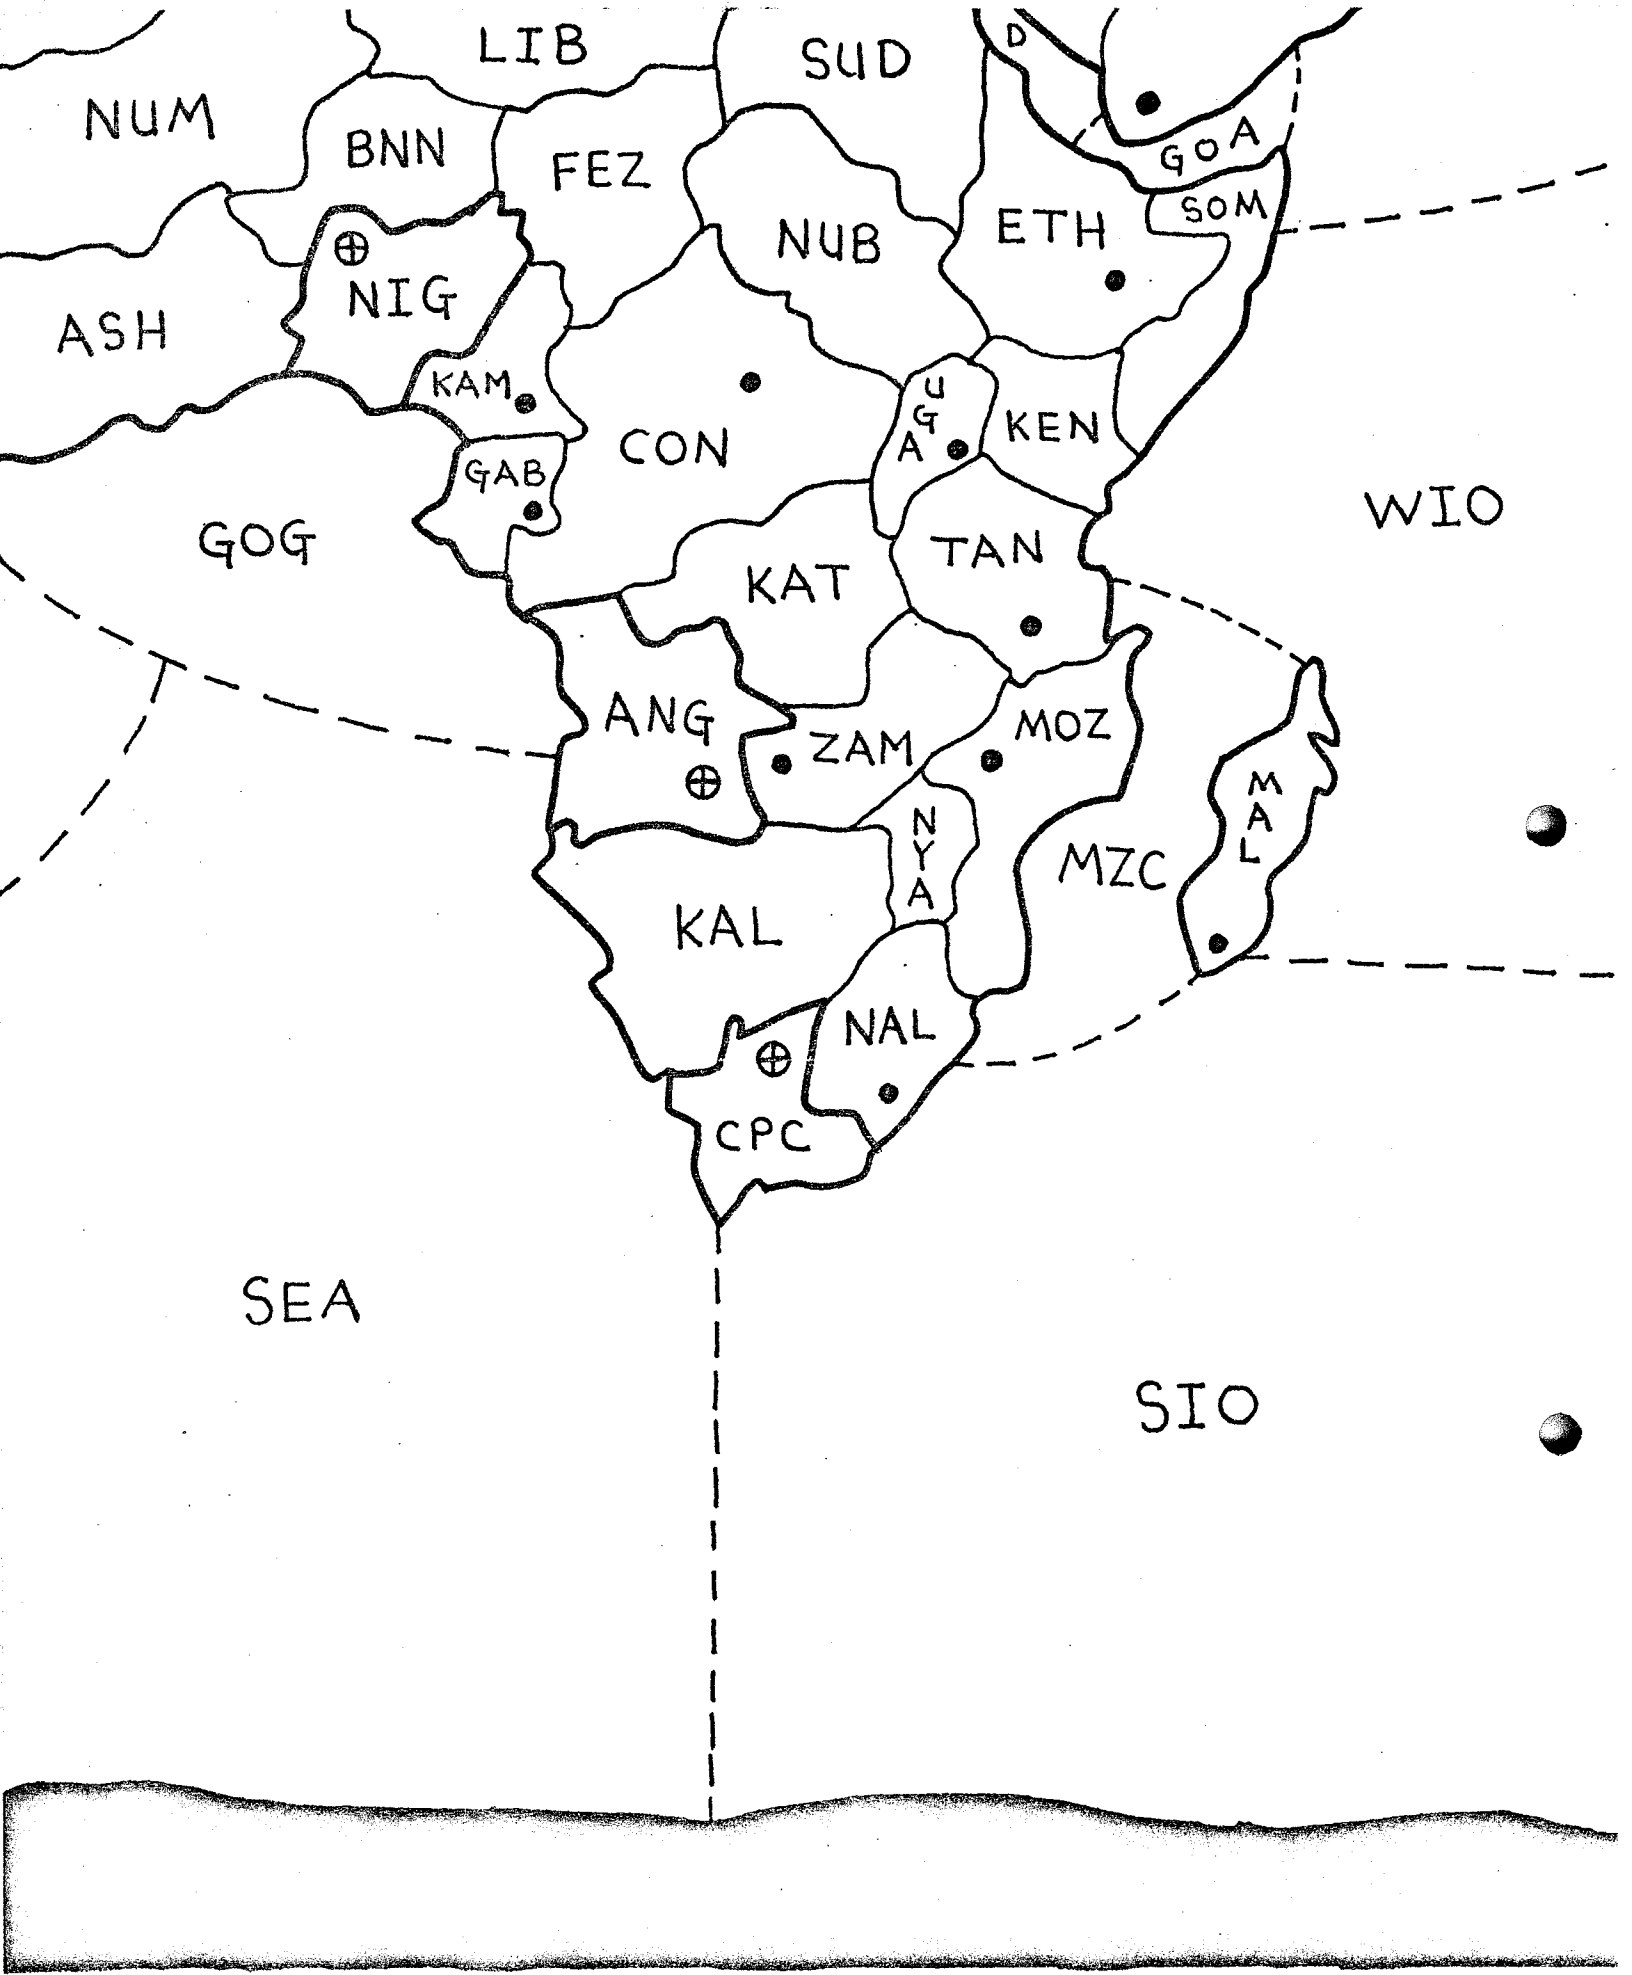 LIB
SUD
D
NUM
BNN
FEZ
GOA
SOM
ETH
NUB
NIG
ASH
KAM
UGA
KEN
CON
GAB
WIO
GOG
TAN
KAT
ANG
ZAM
MOZ
MAL
NYA
MZC
KAL
NAL
CPC
SEA
SIO